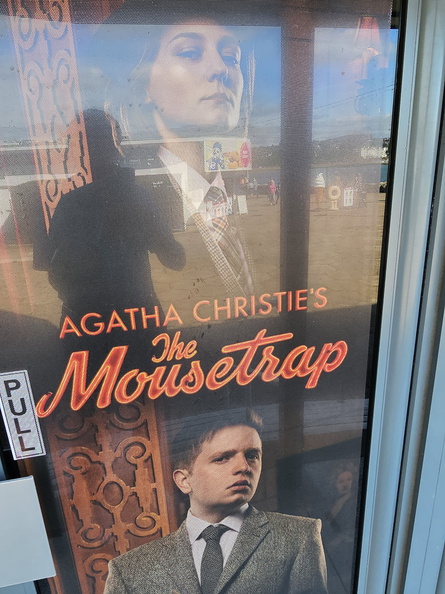 AGATHA CHRISTIE'S
The
Mousetrap
PULL